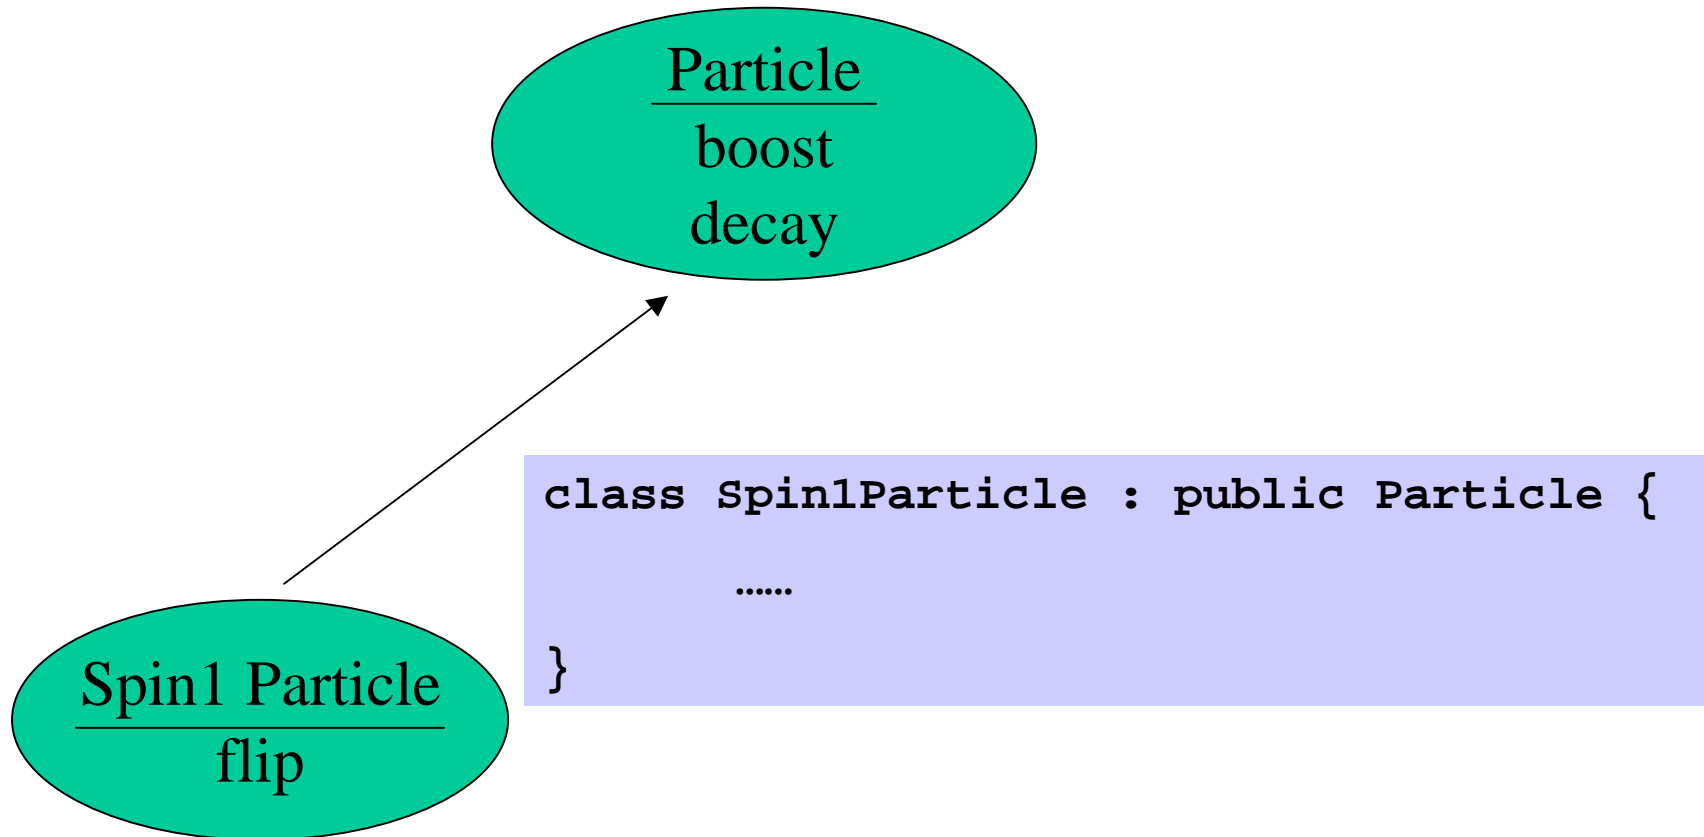 Particle
boost
decay
class Spin1Particle : public Particle {
……
}
Spin1 Particle
flip